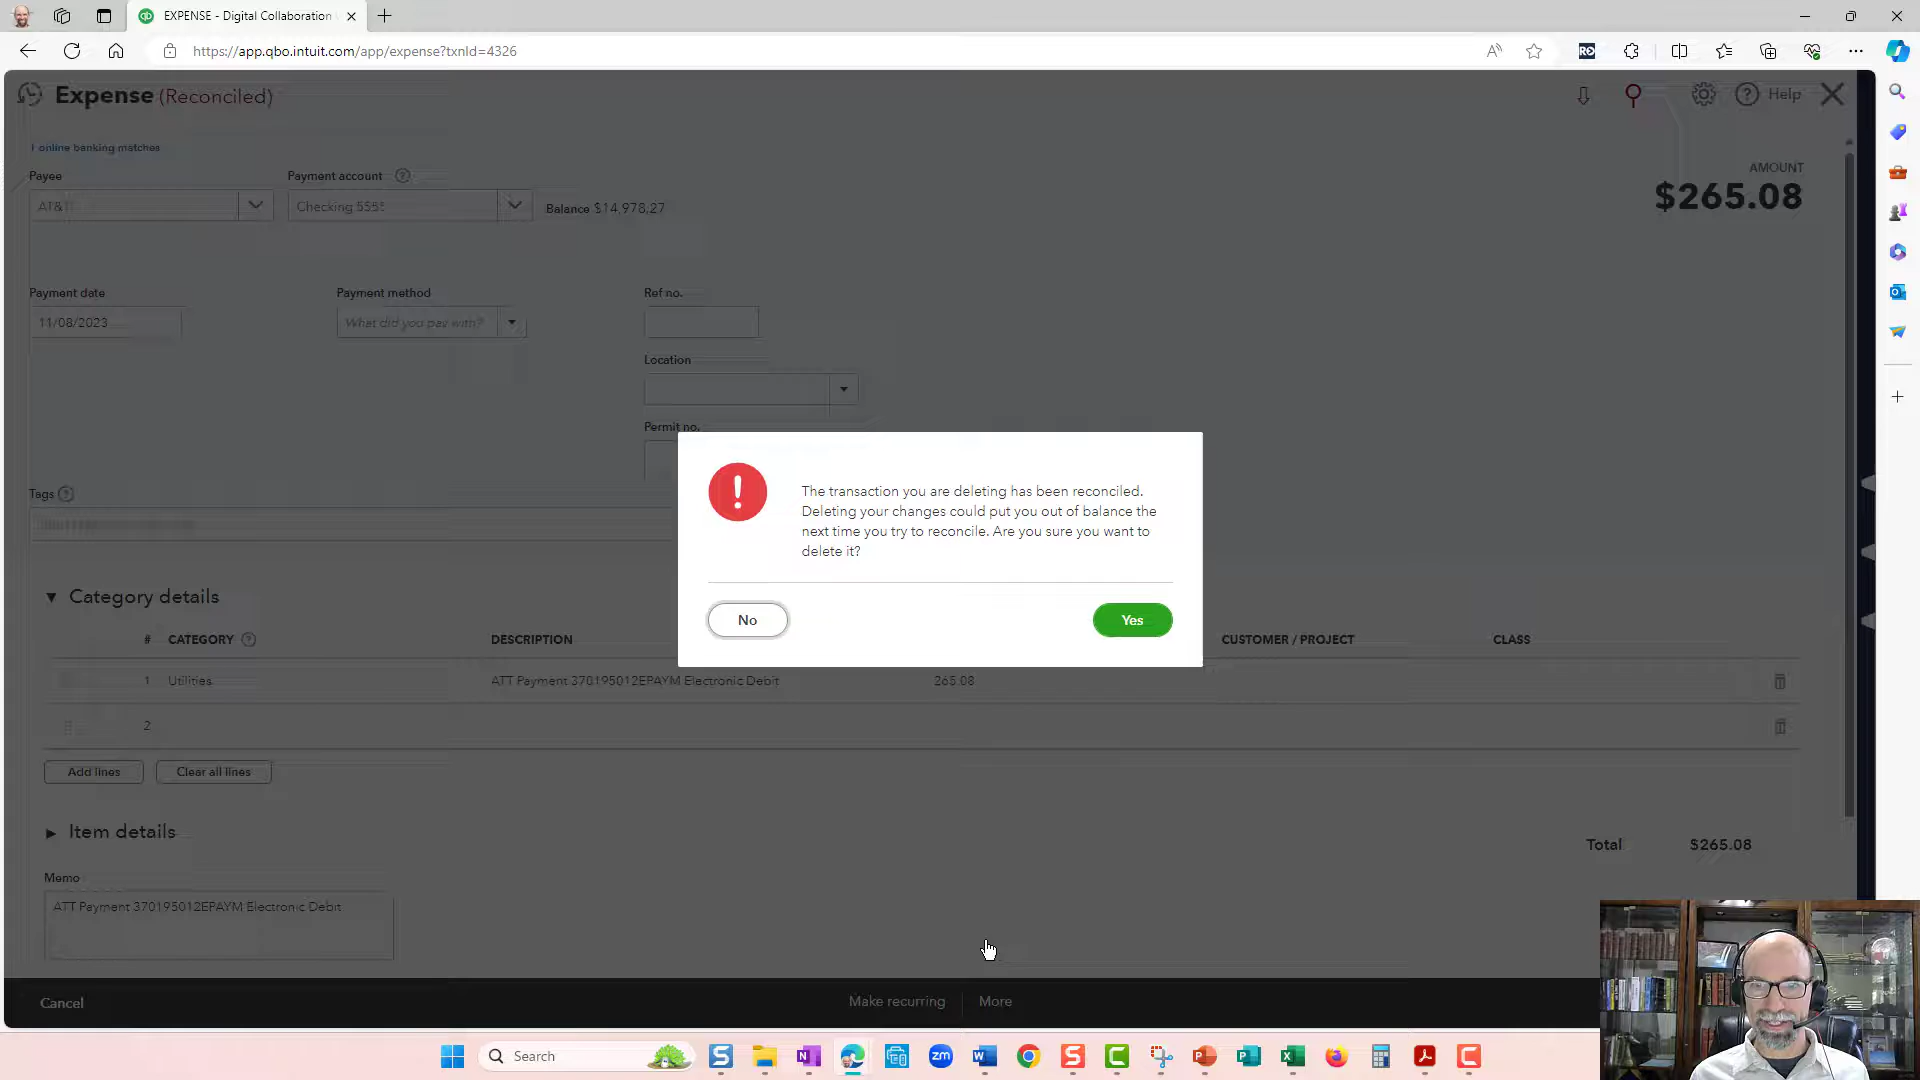 EXPENSE - Digital Collaboration
https://app.qbo.intuit.com/app/expense?txnId=4326
Expense (Reconciled)
Help
1 online banking matches
AMOUNT
$265.08
Payee
Payment account
AT&T
Checking 5555
Balance $14,978.27
Payment date
Payment method
Ref no.
11/08/2023
What did you pay with?
Location
Permit no.
Tags
The transaction you are deleting has been reconciled.
Deleting your changes could put you out of balance the
next time you try to reconcile. Are you sure you want to
delete it?
No
Yes
Category details
# CATEGORY
DESCRIPTION
CUSTOMER / PROJECT
CLASS
1 Utilities
ATT Payment 370195012EPAYM Electronic Debit
265.08
2
Add lines
Clear all lines
Item details
Total
$265.08
Memo
ATT Payment 370195012EPAYM Electronic Debit
Cancel
Make recurring
More
Search